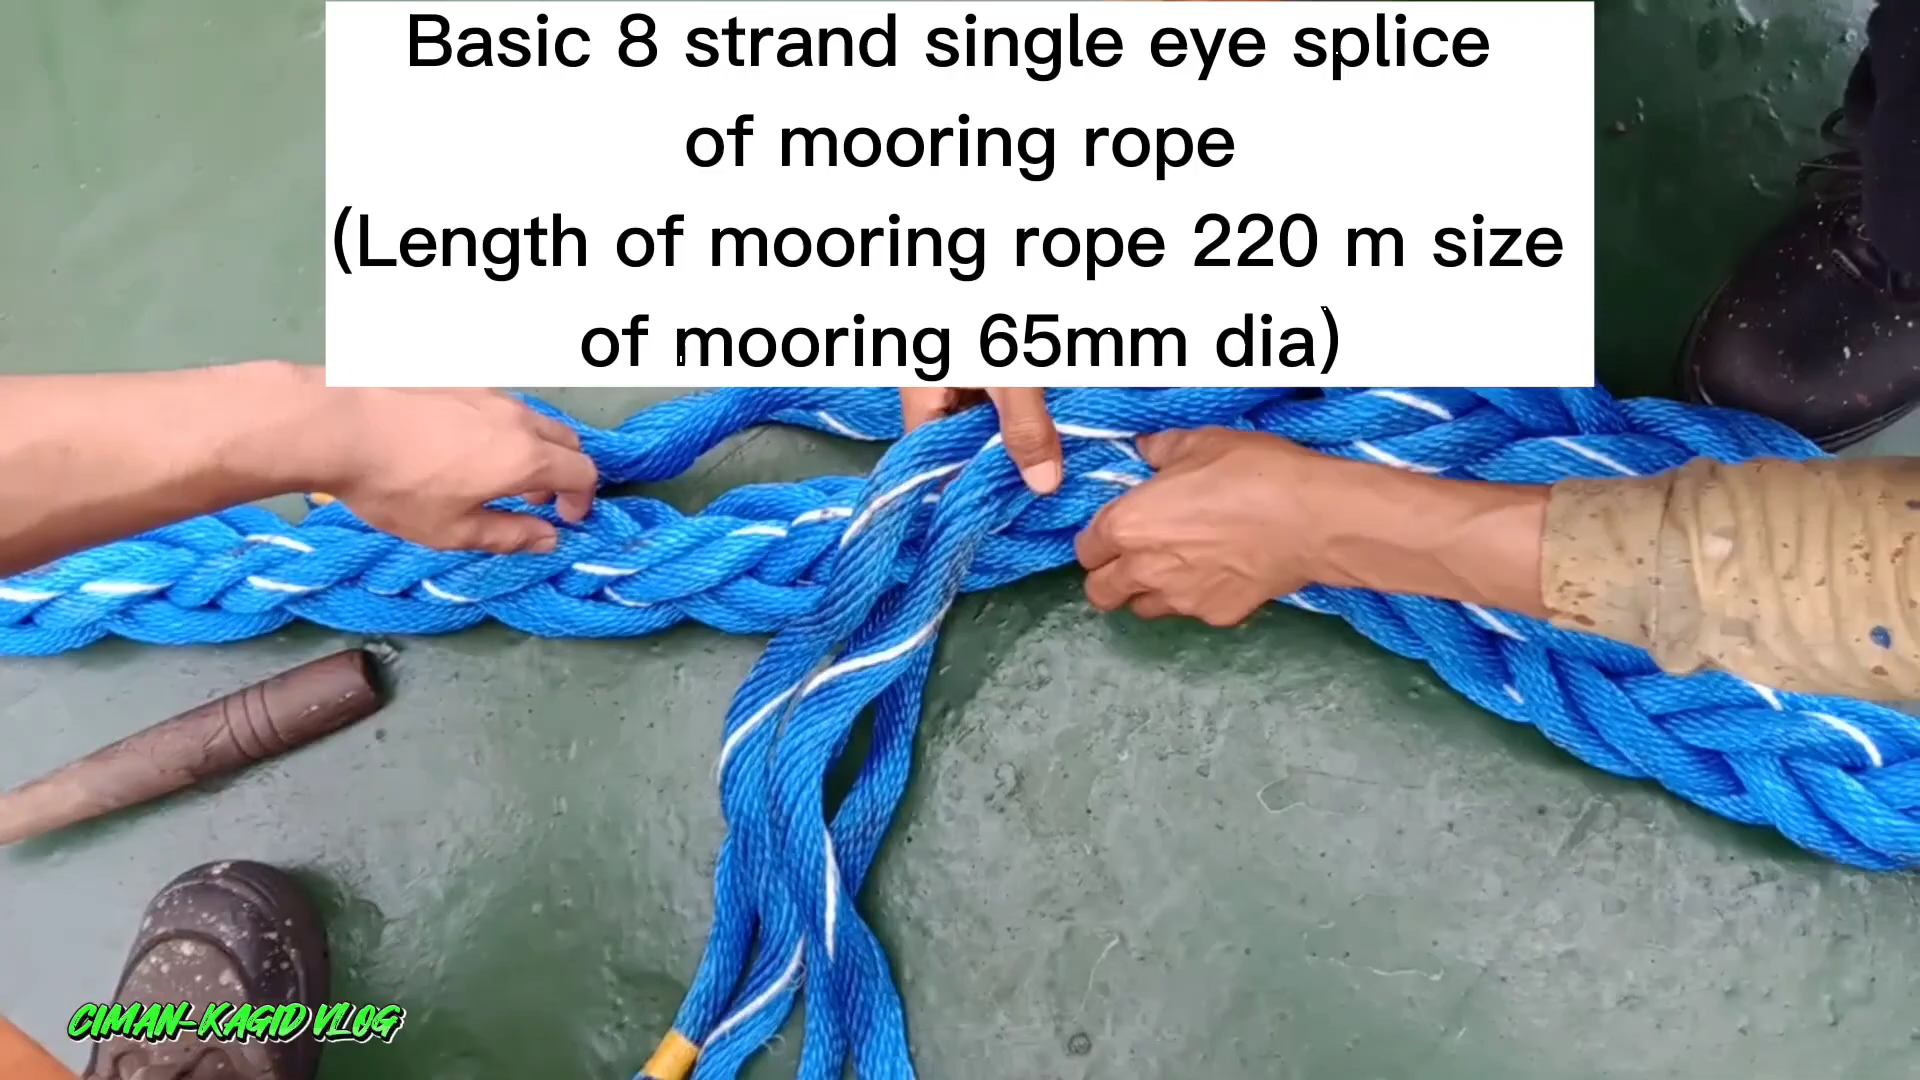 Basic 8 strand single eye splice
of mooring rope
(Length of mooring rope 220 m size
of mooring 65mm dia)
CIMAN-KAGID VLOG